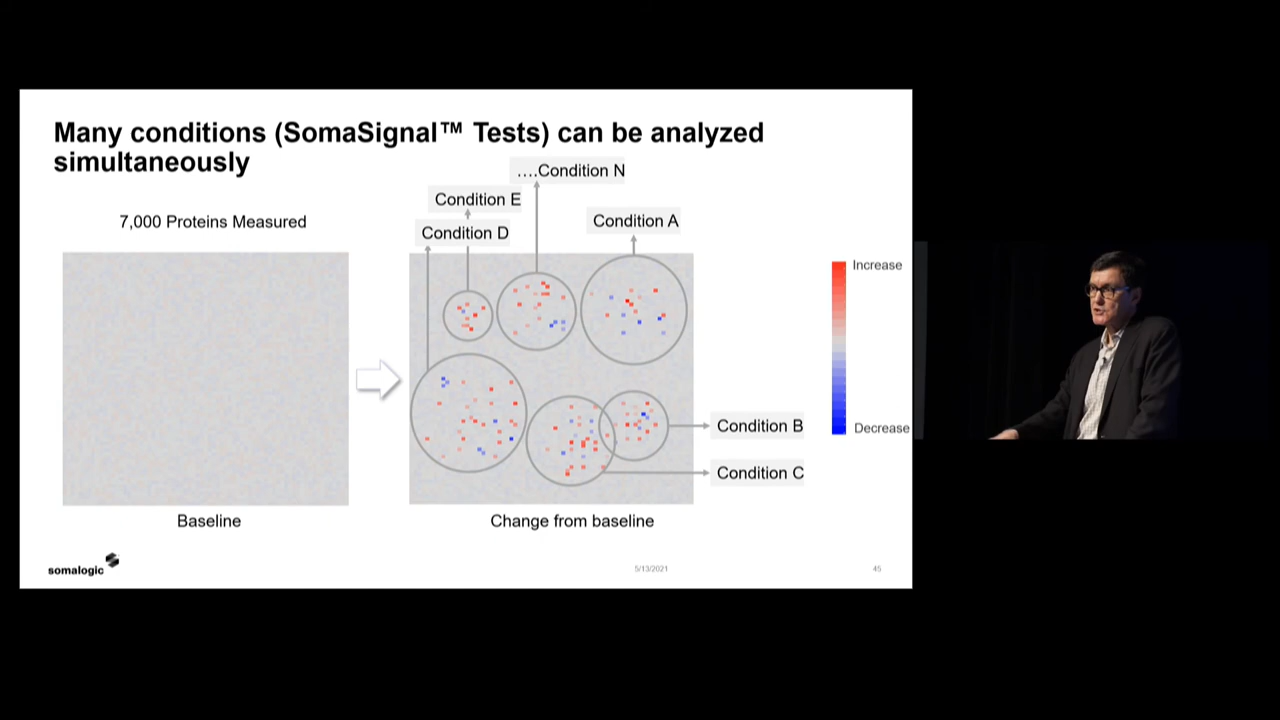 Many conditions (SomaSignal™ Tests) can be analyzed
simultaneously
….Condition N
Condition E
Condition A
7,000 Proteins Measured
Condition D
Increase
Condition B
Decrease
Condition C
Baseline
Change from baseline
somalogic
5/13/2021
45